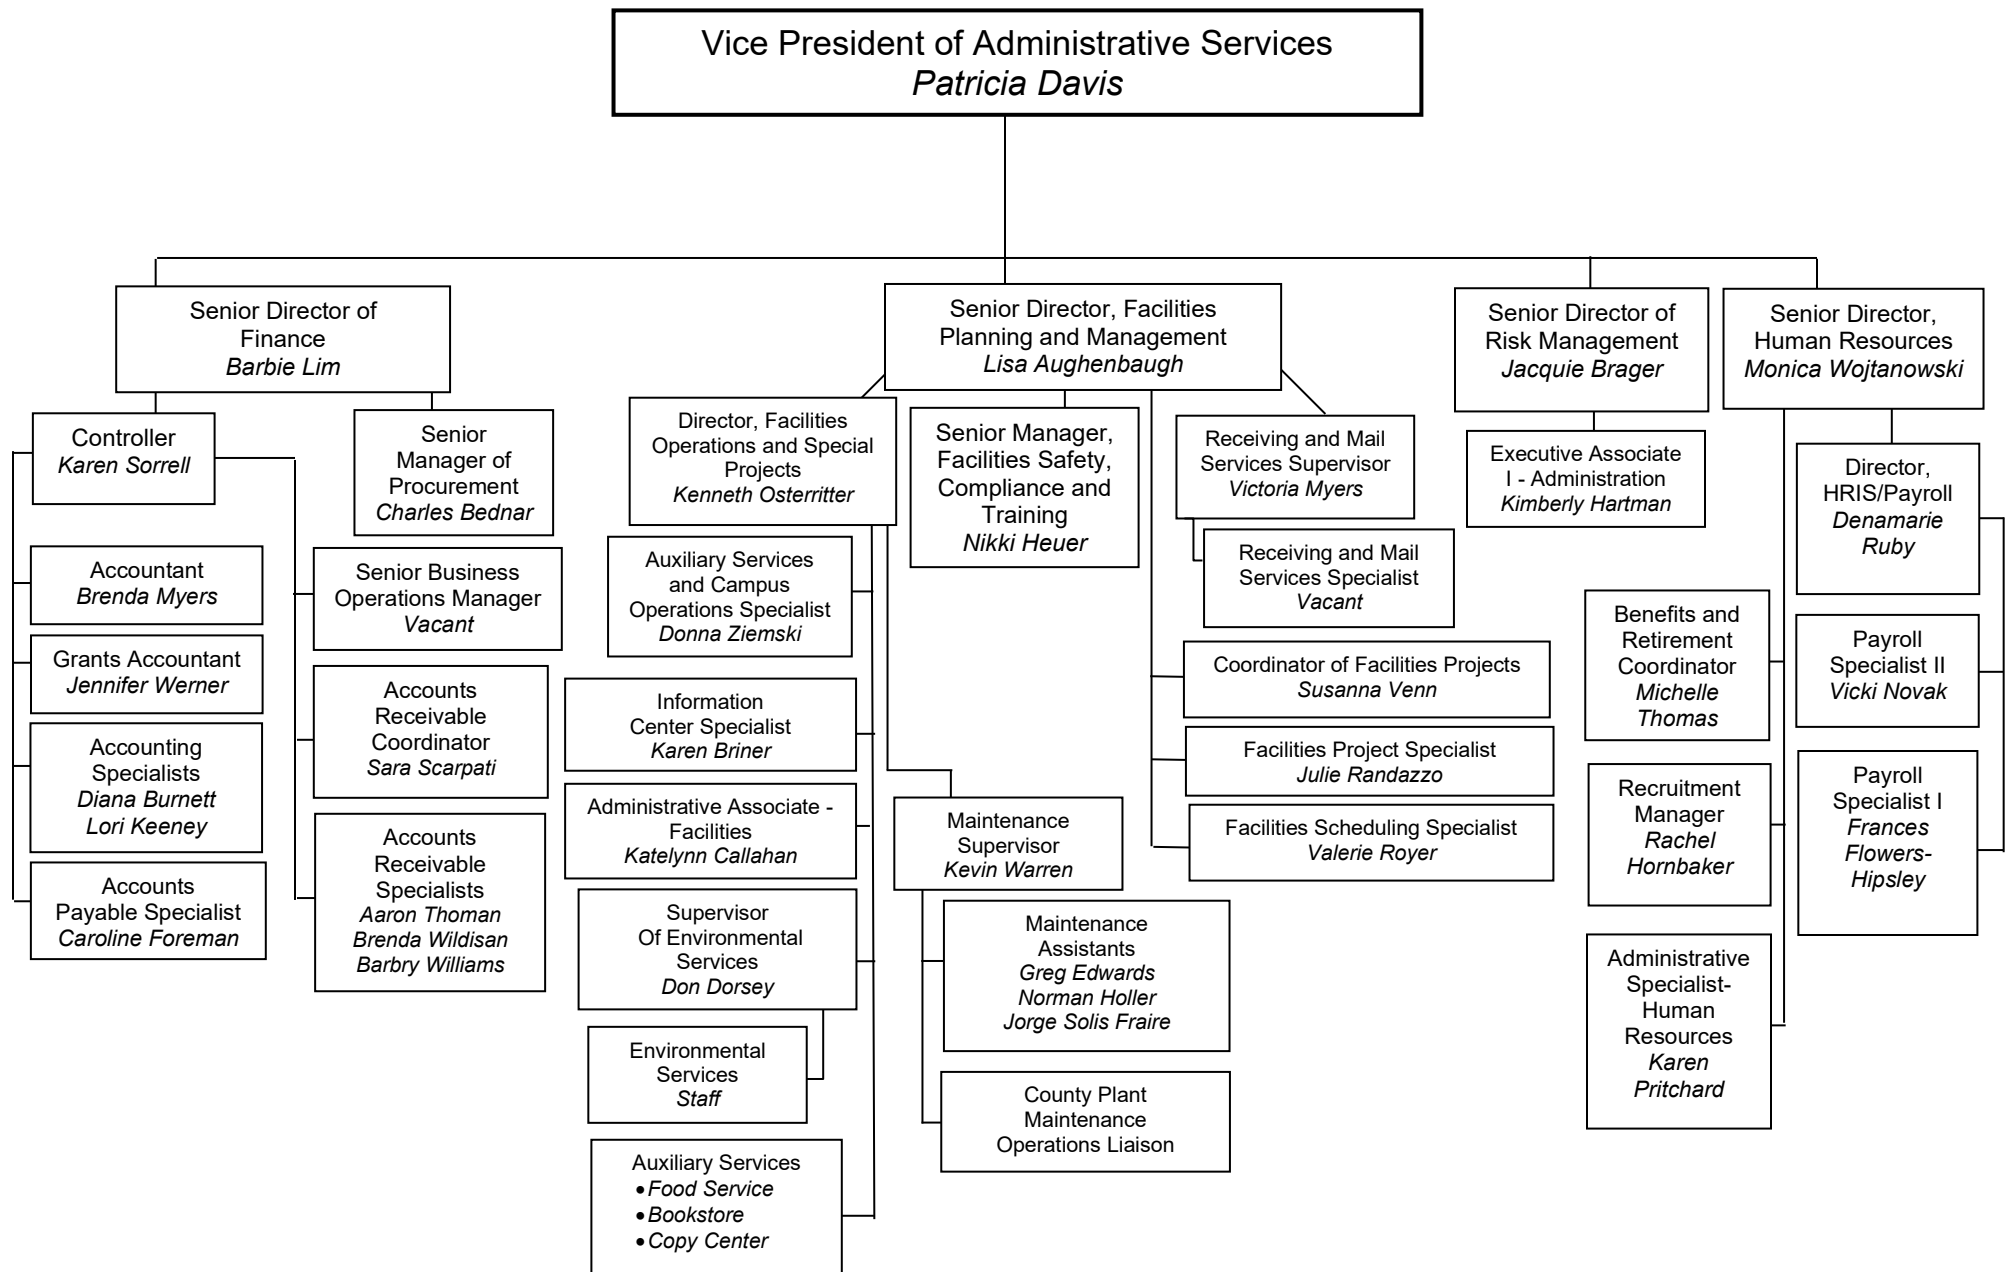 Vice President of Administrative Services
Patricia Davis
Senior Director of
Finance
Barbie Lim
Controller
Karen Sorrell
Senior
Manager of
Procurement
Charles Bednar
Accountant
Brenda Myers
Grants Accountant
Jennifer Werner
Accounting
Specialists
Diana Burnett
Lori Keeney
Accounts
Payable Specialist
Caroline Foreman
Senior Business
Operations Manager
Vacant
Accounts
Receivable
Coordinator
Sara Scarpati
Accounts
Receivable
Specialists
Aaron Thoman
Brenda Wildisan
Barbry Williams
Senior Director, Facilities
Planning and Management
Lisa Aughenbaugh
Director, Facilities
Operations and Special
Projects
Kenneth Osterritter
Auxiliary Services
and Campus
Operations Specialist
Donna Ziemski
Information
Center Specialist
Karen Briner
Administrative Associate -
Facilities
Katelynn Callahan
Supervisor
Of Environmental
Services
Don Dorsey
Environmental
Services
Staff
Auxiliary Services
• Food Service
• Bookstore
• Copy Center
Maintenance
Supervisor
Kevin Warren
Maintenance
Assistants
Greg Edwards
Norman Holler
Jorge Solis Fraire
County Plant
Maintenance
Operations Liaison
Senior Manager,
Facilities Safety,
Compliance and
Training
Nikki Heuer
Receiving and Mail
Services Supervisor
Victoria Myers
Receiving and Mail
Services Specialist
Vacant
Coordinator of Facilities Projects
Susanna Venn
Facilities Project Specialist
Julie Randazzo
Facilities Scheduling Specialist
Valerie Royer
Senior Director of
Risk Management
Jacquie Brager
Executive Associate
I - Administration
Kimberly Hartman
Senior Director,
Human Resources
Monica Wojtanowski
Director,
HRIS/Payroll
Denamarie
Ruby
Payroll
Specialist II
Vicki Novak
Payroll
Specialist I
Frances
Flowers-
Hipsley
Benefits and
Retirement
Coordinator
Michelle
Thomas
Recruitment
Manager
Rachel
Hornbaker
Administrative
Specialist-
Human
Resources
Karen
Pritchard